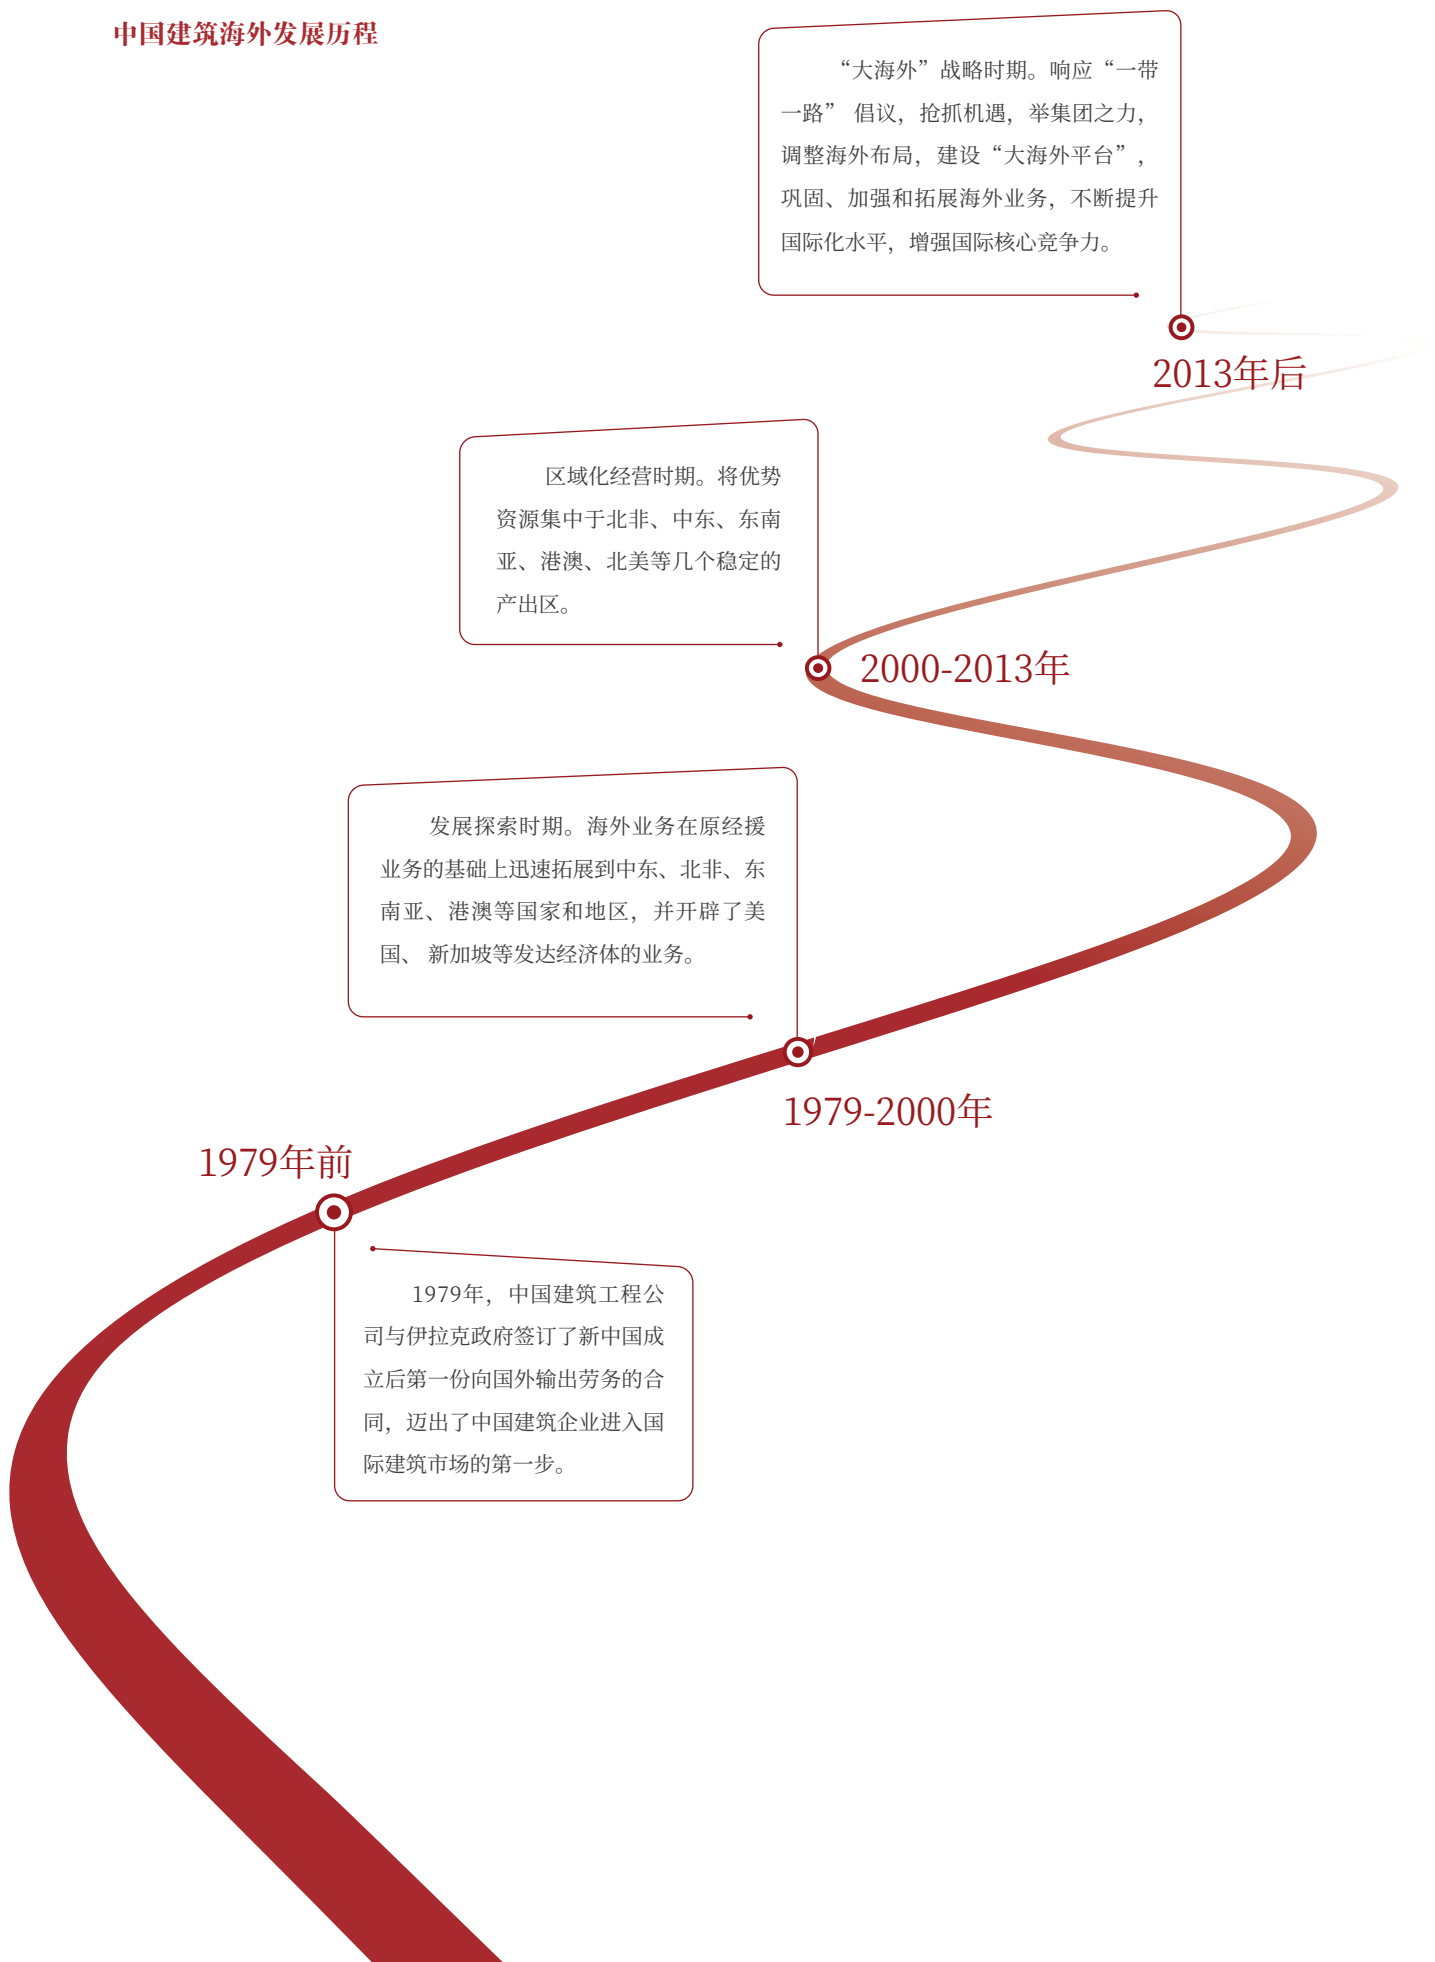 中国建筑海外发展历程
“大海外”战略时期。响应“一带
一路” 倡议，抢抓机遇，举集团之力，
调整海外布局，建设“大海外平台”，
巩固、加强和拓展海外业务，不断提升
国际化水平，增强国际核心竞争力。
2013年后
区域化经营时期。将优势
资源集中于北非、中东、东南
亚、港澳、北美等几个稳定的
产出区。
2000-2013年
发展探索时期。海外业务在原经援
业务的基础上迅速拓展到中东、北非、东
南亚、港澳等国家和地区，并开辟了美
国、 新加坡等发达经济体的业务。
1979-2000年
1979年前
1979年，中国建筑工程公
司与伊拉克政府签订了新中国成
立后第一份向国外输出劳务的合
同，迈出了中国建筑企业进入国
际建筑市场的第一步。